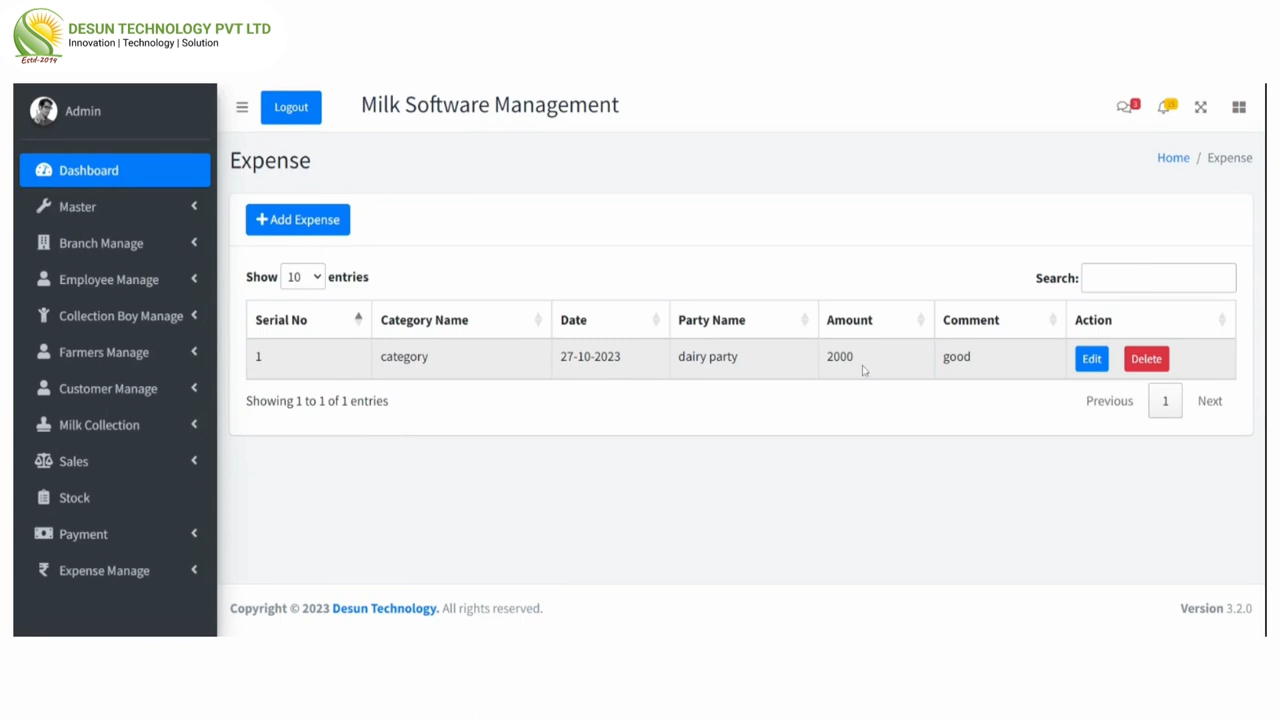 DESUN TECHNOLOGY PVT LTD
Innovation | Technology | Solution
Estd-2014
Admin
Logout
Milk Software Management
3
15
Dashboard
Master
Branch Manage
Employee Manage
Collection Boy Manage
Farmers Manage
Customer Manage
Milk Collection
Sales
Stock
Payment
Expense Manage
Expense
Home / Expense
Add Expense
Show 10 entries
Search:
Serial No Category Name Date Party Name Amount Comment Action
1 category 27-10-2023 dairy party 2000 good Edit Delete
Showing 1 to 1 of 1 entries
Previous 1 Next
Copyright © 2023 Desun Technology. All rights reserved.
Version 3.2.0